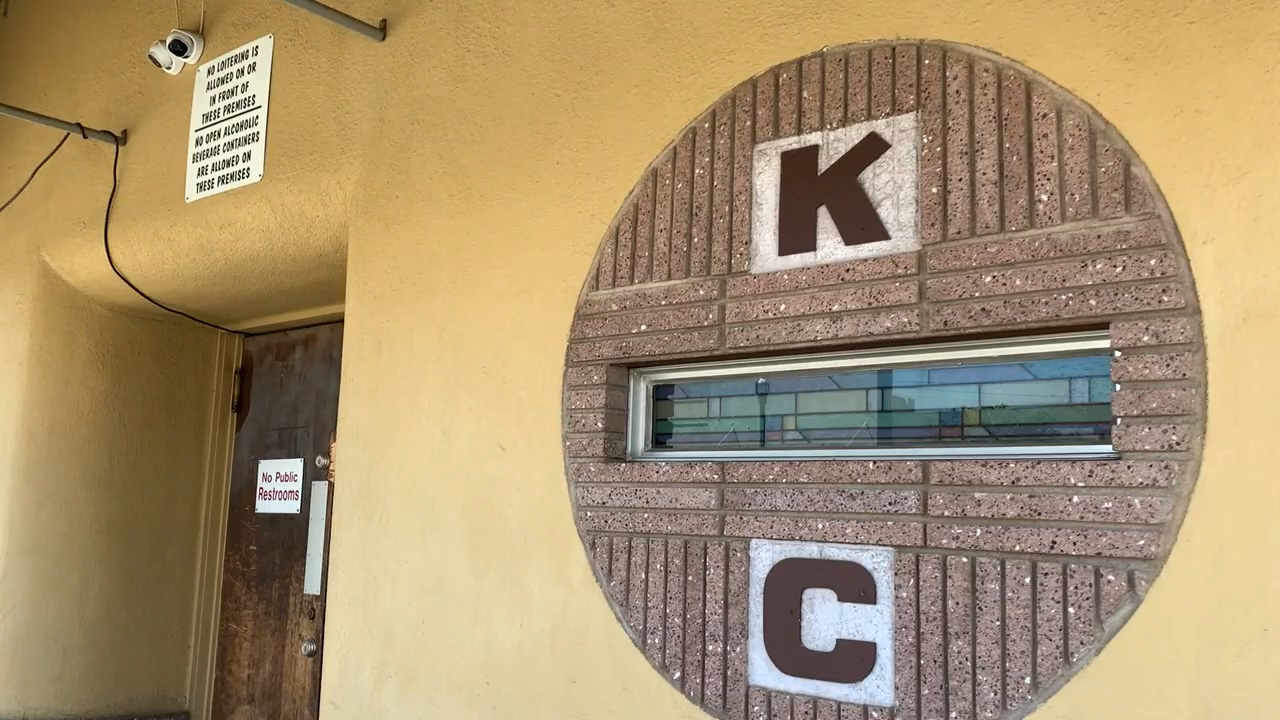 NO LOITERING IS
ALLOWED ON OR
IN FRONT OF
THESE PREMISES
NO OPEN ALCOHOLIC
BEVERAGE CONTAINERS
ARE ALLOWED ON
THESE PREMISES
No Public
Restrooms
K
C